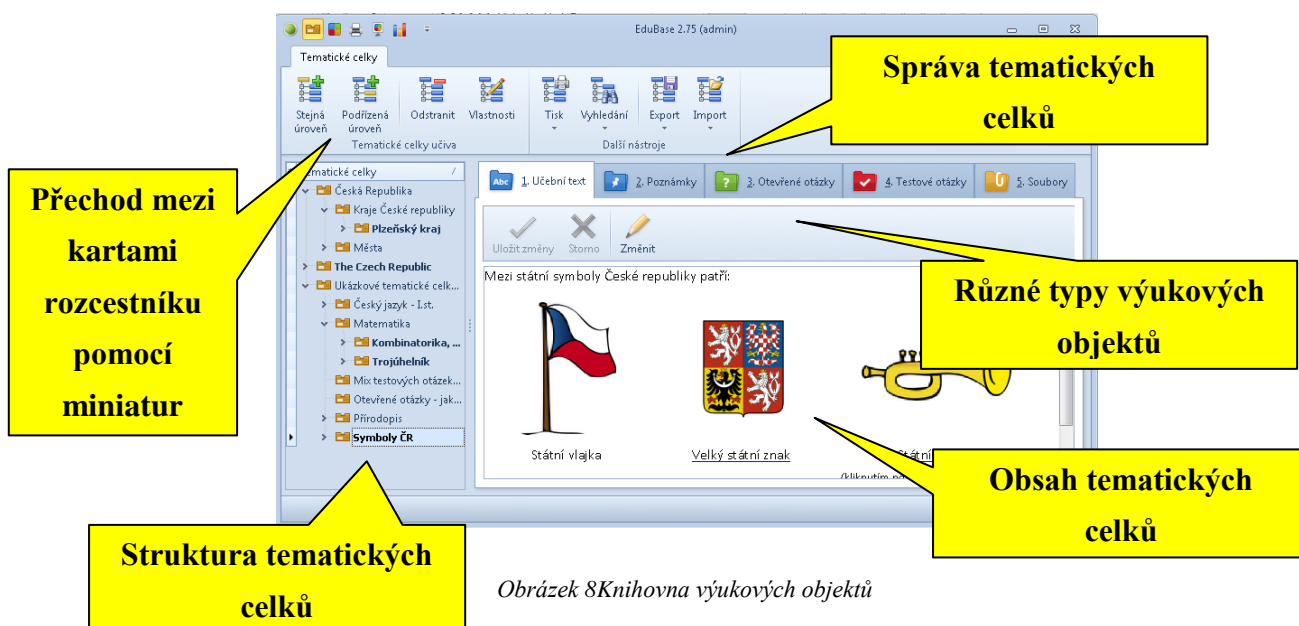 EduBase 2.75 (admin)
Tematické celky
Stejná úroveň
Podřízená úroveň
Odstranit
Vlastnosti
Tisk
Vyhledání
Export
Import
Tematické celky učiva
Další nástroje
Správa tematických
celků
Přechod mezi
kartami
rozcestníku
pomocí
miniatur
Tematické celky
Česká Republika
Kraje České republiky
Plzeňský kraj
Města
The Czech Republic
Ukázkové tematické celk...
Český jazyk - I.st.
Matematika
Kombinatorika, ...
Trojúhelník
Mix testových otázek...
Otevřené otázky - jak...
Přírodopis
Symboly ČR
Abc 1. Učební text
2. Poznámky
? 3. Otevřené otázky
4. Testové otázky
5. Soubory
Uložit změny
Storno
Změnit
Mezi státní symboly České republiky patří:
Různé typy výukových
objektů
Státní vlajka
Velký státní znak
Státní
(kliknutím
Obsah tematických
celků
Struktura tematických
celků
Obrázek 8Knihovna výukových objektů